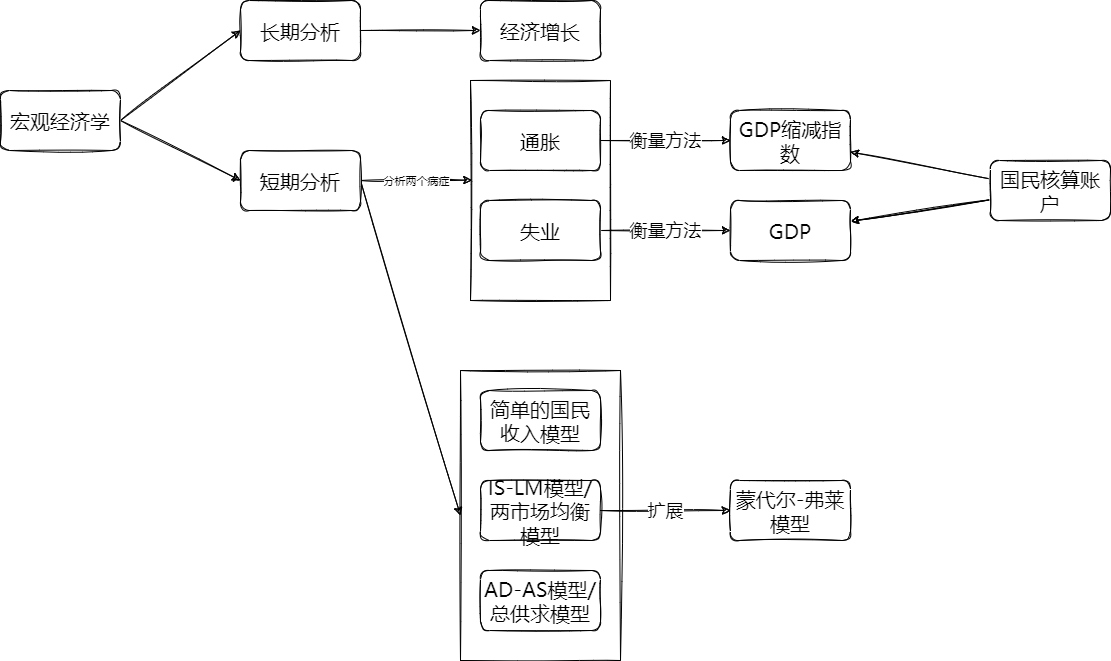 长期分析
经济增长
宏观经济学
通胀
衡量方法
GDP缩减指
数
短期分析
分析两个病症
国民核算账
户
失业
衡量方法
GDP
简单的国民
收入模型
IS-LM模型/
两市场均衡
模型
扩展
蒙代尔-弗莱
模型
AD-AS模型/
总供求模型